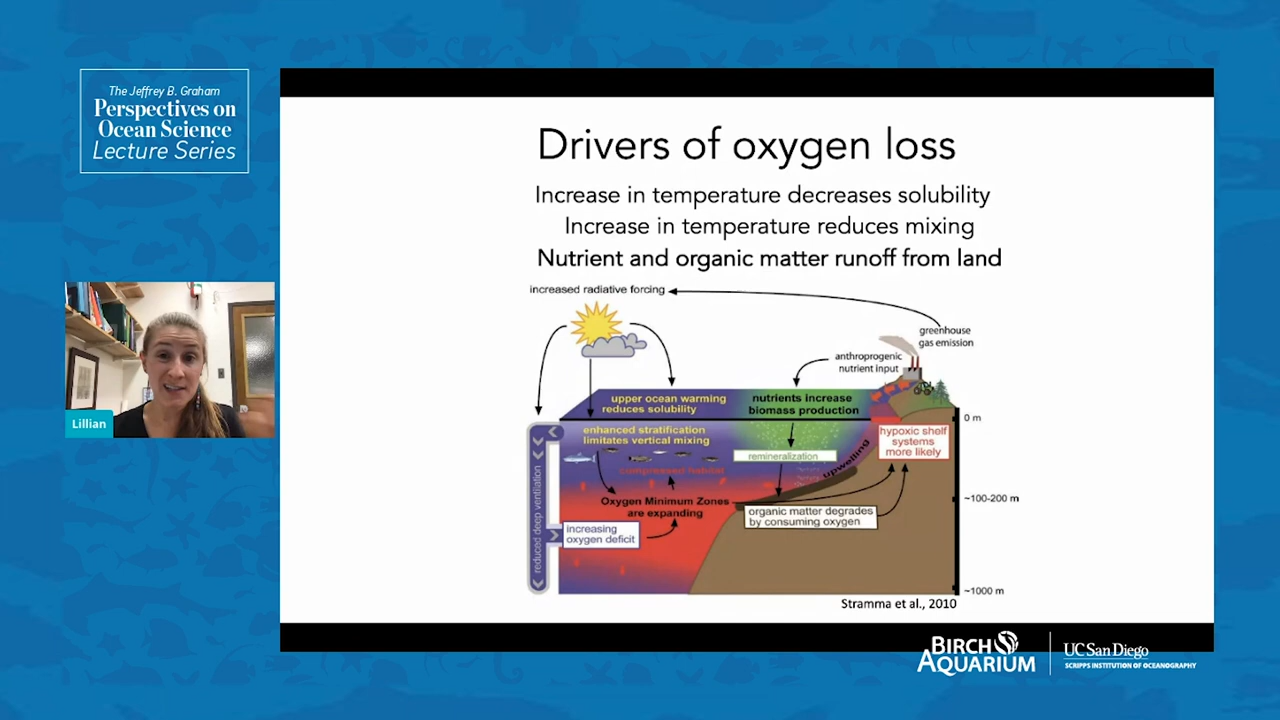 The Jeffrey B. Graham
Perspectives on
Ocean Science
Lecture Series
Lillian
Drivers of oxygen loss
Increase in temperature decreases solubility
Increase in temperature reduces mixing
Nutrient and organic matter runoff from land
increased radiative forcing
greenhouse
gas emission
anthropogenic
nutrient input
upper ocean warming
reduces solubility
nutrients increase
biomass production
0 m
enhanced stratification
limitates vertical mixing
hypoxic shelf
systems
more likely
remineralization
upwelling
compressed habitat
reduced deep ventilation
Oxygen Minimum Zones
are expanding
~100-200 m
organic matter degrades
by consuming oxygen
increasing
oxygen deficit
~1000 m
Stramma et al., 2010
BIRCH
AQUARIUM
UC San Diego
SCRIPPS INSTITUTION OF OCEANOGRAPHY